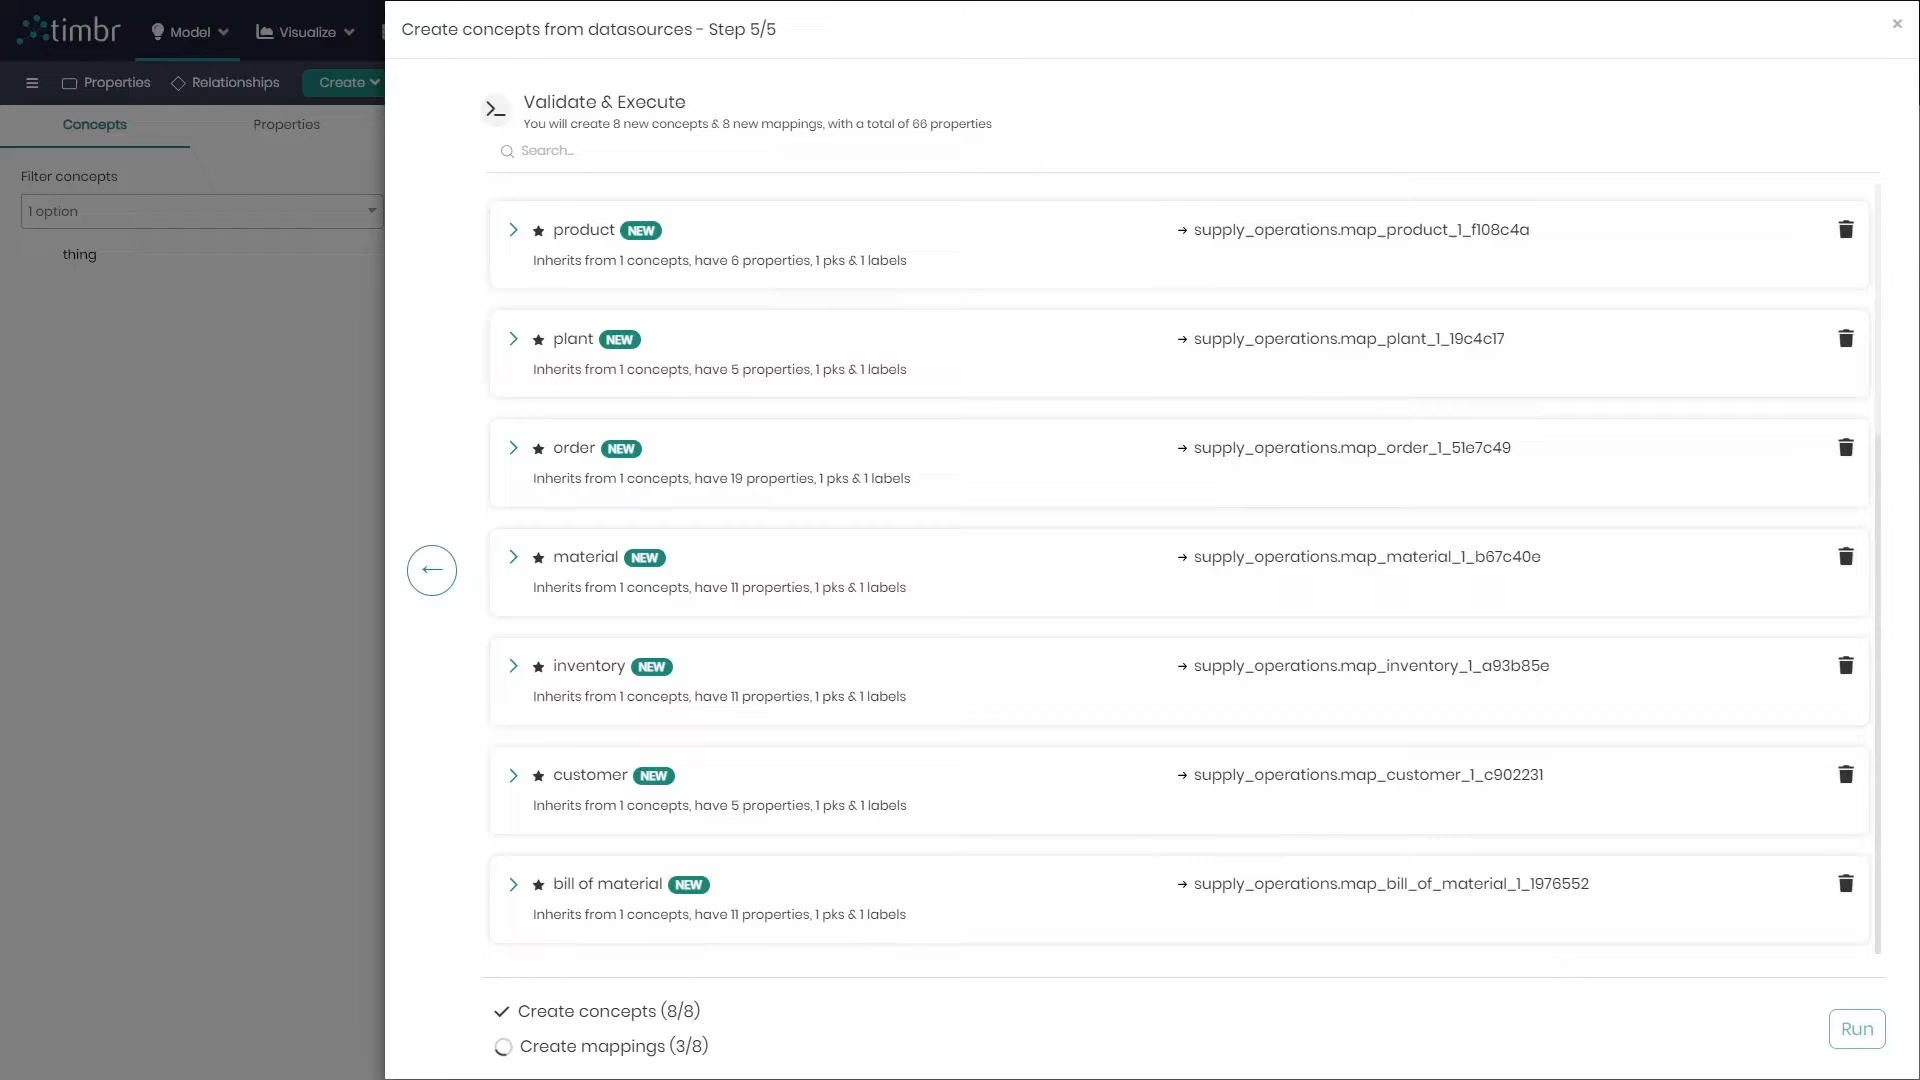 timbr
Model
Visualize
Properties
Relationships
Create
Concepts
Properties
Filter concepts
1 option
thing
Create concepts from datasources - Step 5/5
×
Validate & Execute
You will create 8 new concepts & 8 new mappings, with a total of 66 properties
Search...
product NEW
→ supply_operations.map_product_1_f108c4a
Inherits from 1 concepts, have 6 properties, 1 pks & 1 labels
plant NEW
→ supply_operations.map_plant_1_19c4c17
Inherits from 1 concepts, have 5 properties, 1 pks & 1 labels
order NEW
→ supply_operations.map_order_1_51e7c49
Inherits from 1 concepts, have 19 properties, 1 pks & 1 labels
material NEW
→ supply_operations.map_material_1_b67c40e
Inherits from 1 concepts, have 11 properties, 1 pks & 1 labels
inventory NEW
→ supply_operations.map_inventory_1_a93b85e
Inherits from 1 concepts, have 11 properties, 1 pks & 1 labels
customer NEW
→ supply_operations.map_customer_1_c902231
Inherits from 1 concepts, have 5 properties, 1 pks & 1 labels
bill of material NEW
→ supply_operations.map_bill_of_material_1_1976552
Inherits from 1 concepts, have 11 properties, 1 pks & 1 labels
Create concepts (8/8)
Create mappings (3/8)
Run